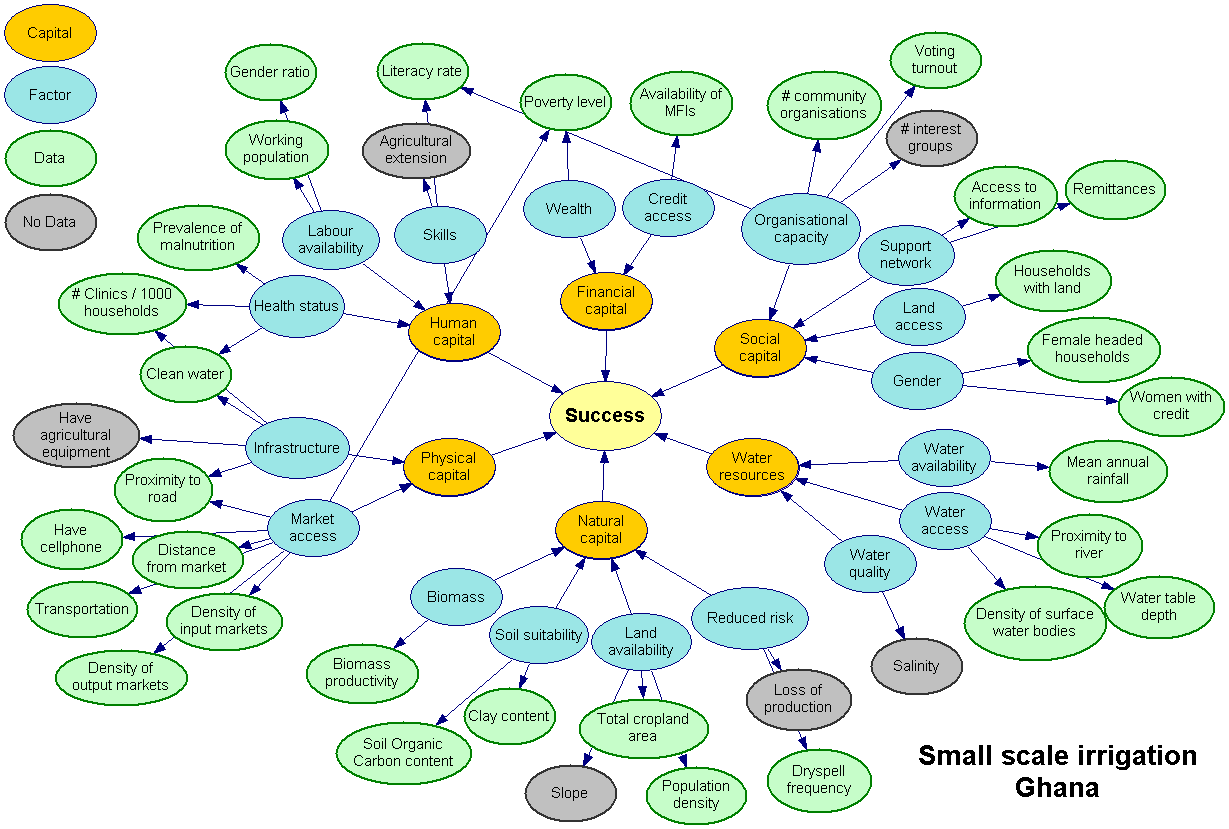 Capital
Factor
Data
No Data
Gender ratio
Literacy rate
Poverty level
Availability of
MFIs
# community
organisations
Voting
turnout
# interest
groups
Working
population
Agricultural
extension
Access to
information
Remittances
Prevalence of
malnutrition
Labour
availability
Skills
Wealth
Credit
access
Organisational
capacity
Support
network
Households
with land
# Clinics / 1000
households
Health status
Human
capital
Financial
capital
Social
capital
Land
access
Female headed
households
Clean water
Gender
Women with
credit
Success
Have
agricultural
equipment
Infrastructure
Physical
capital
Water
resources
Water
availability
Mean annual
rainfall
Proximity to
road
Market
access
Natural
capital
Water
access
Proximity to
river
Have
cellphone
Distance
from market
Water
quality
Transportation
Density of
input markets
Biomass
Soil suitability
Land
availability
Reduced risk
Density of surface
water bodies
Water table
depth
Density of
output markets
Biomass
productivity
Salinity
Clay content
Total cropland
area
Loss of
production
Soil Organic
Carbon content
Slope
Population
density
Dryspell
frequency
Small scale irrigation
Ghana